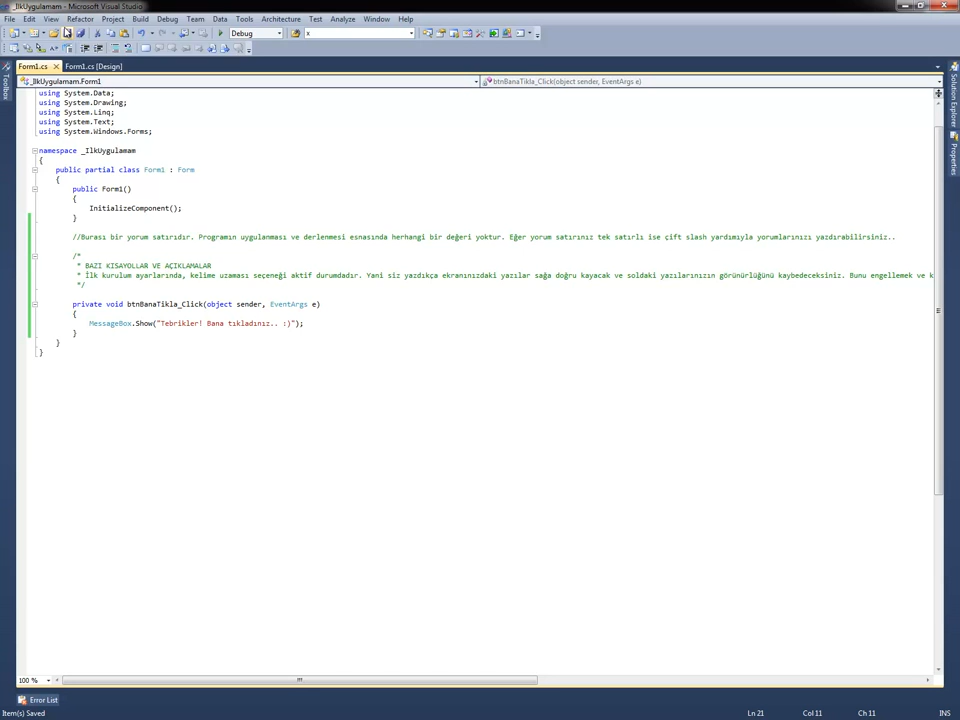 _IlkUygulamam - Microsoft Visual Studio
File Edit View Refactor Project Build Debug Team Data Tools Architecture Test Analyze Window Help
Debug x
Form1.cs Form1.cs [Design]
_IlkUygulamam.Form1 btnBanaTikla_Click(object sender, EventArgs e)
using System.Data;
using System.Drawing;
using System.Linq;
using System.Text;
using System.Windows.Forms;
namespace _IlkUygulamam
{
public partial class Form1 : Form
{
public Form1()
{
InitializeComponent();
}
//Burası bir yorum satırıdır. Programın uygulanması ve derlenmesi esnasında herhangi bir değeri yoktur. Eğer yorum satırınız tek satırlı ise çift slash yardımıyla yorumlarınızı yazdırabilirsiniz..
/*
* BAZI KISAYOLLAR VE AÇIKLAMALAR
* İlk kurulum ayarlarında, kelime uzaması seçeneği aktif durumdadır. Yani siz yazdıkça ekranınızdaki yazılar sağa doğru kayacak ve soldaki yazılarınızın görünürlüğünü kaybedeceksiniz. Bunu engellemek ve k
*/
private void btnBanaTikla_Click(object sender, EventArgs e)
{
MessageBox.Show("Tebrikler! Bana tıkladınız.. :)");
}
}
}
Toolbox
Solution Explorer
Properties
100 %
Error List
Item(s) Saved Ln 21 Col 11 Ch 11 INS